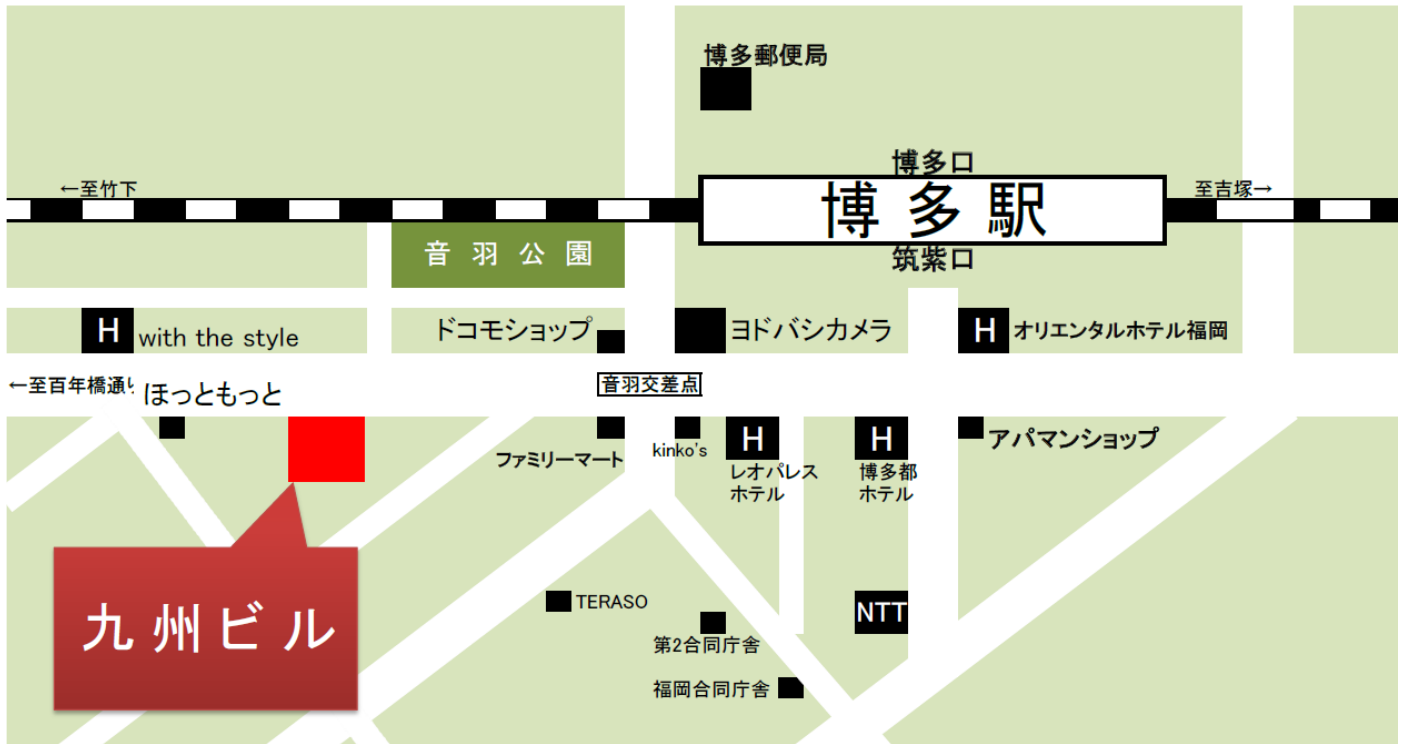 博多郵便局
博多口
←至竹下
博多駅
至吉塚→
音羽公園
筑紫口
H
with the style
ドコモショップ
ヨドバシカメラ
H
オリエンタルホテル福岡
←至百年橋通り
ほっともっと
音羽交差点
ファミリーマート
kinko's
H
レオパレス
ホテル
H
博多都
ホテル
アパマンショップ
九州ビル
TERASO
NTT
第2合同庁舎
福岡合同庁舎